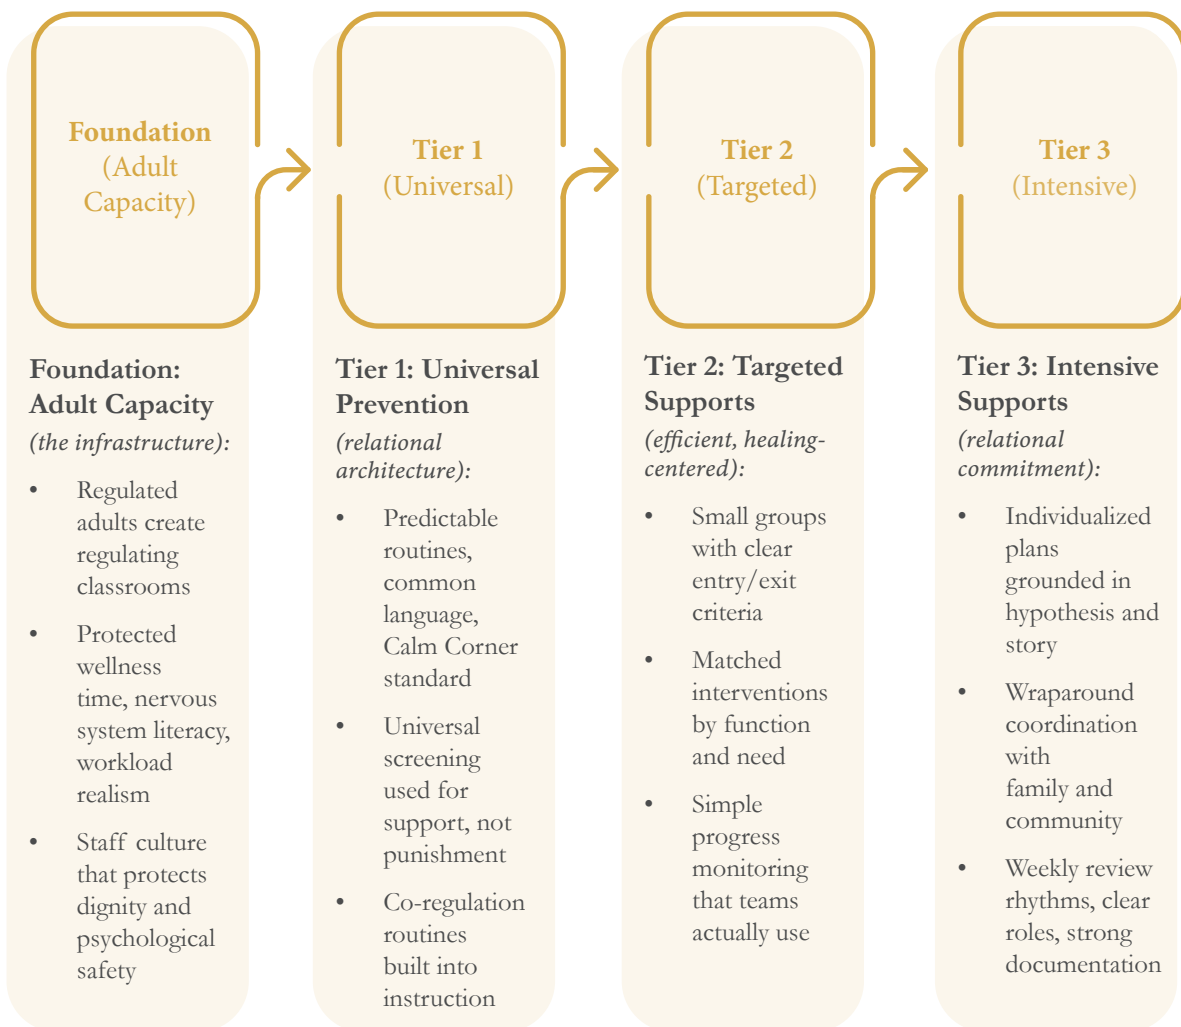 Foundation
(Adult
Capacity)
Tier 1
(Universal)
Tier 2
(Targeted)
Tier 3
(Intensive)
Foundation:
Adult Capacity
(the infrastructure):
• Regulated
adults create
regulating
classrooms
• Protected
wellness
time, nervous
system literacy,
workload
realism
• Staff culture
that protects
dignity and
psychological
safety
Tier 1: Universal
Prevention
(relational
architecture):
• Predictable
routines,
common
language,
Calm Corner
standard
• Universal
screening
used for
support, not
punishment
• Co-regulation
routines
built into
instruction
Tier 2: Targeted
Supports
(efficient, healing-
centered):
• Small groups
with clear
entry/exit
criteria
• Matched
interventions
by function
and need
• Simple
progress
monitoring
that teams
actually use
Tier 3: Intensive
Supports
(relational
commitment):
• Individualized
plans
grounded in
hypothesis and
story
• Wraparound
coordination
with
family and
community
• Weekly review
rhythms, clear
roles, strong
documentation